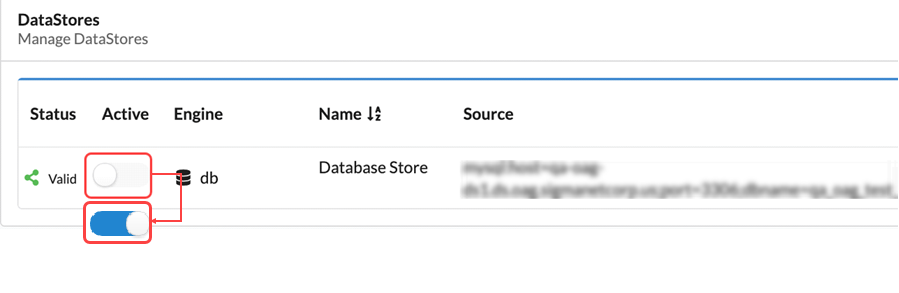 DataStores
Manage DataStores
Status Active Engine Name Source
Valid db Database Store